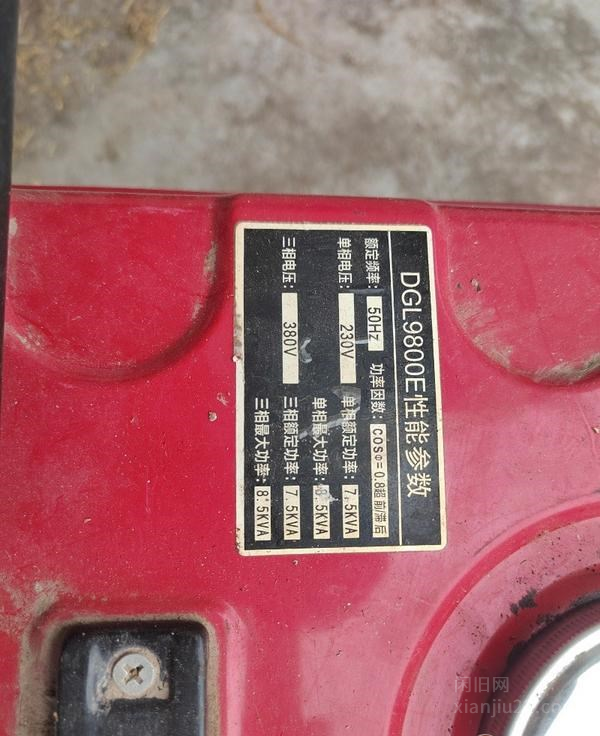 DGL9800E性能参数
额定频率: 50Hz 功率因数: COSΦ=0.8超前/滞后
单相电压: 230V 单相额定功率: 7.5KVA
单相最大功率: 8.5KVA
三相电压: 380V 三相额定功率: 7.5KVA
三相最大功率: 8.5KVA
闲旧网